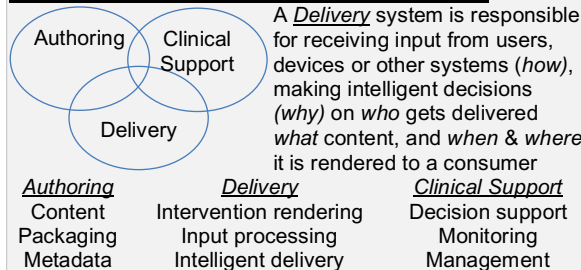 Authoring
Clinical
Support
Delivery
A Delivery system is responsible
for receiving input from users,
devices or other systems (how),
making intelligent decisions
(why) on who gets delivered
what content, and when & where
it is rendered to a consumer
Authoring Delivery Clinical Support
Content Intervention rendering Decision support
Packaging Input processing Monitoring
Metadata Intelligent delivery Management